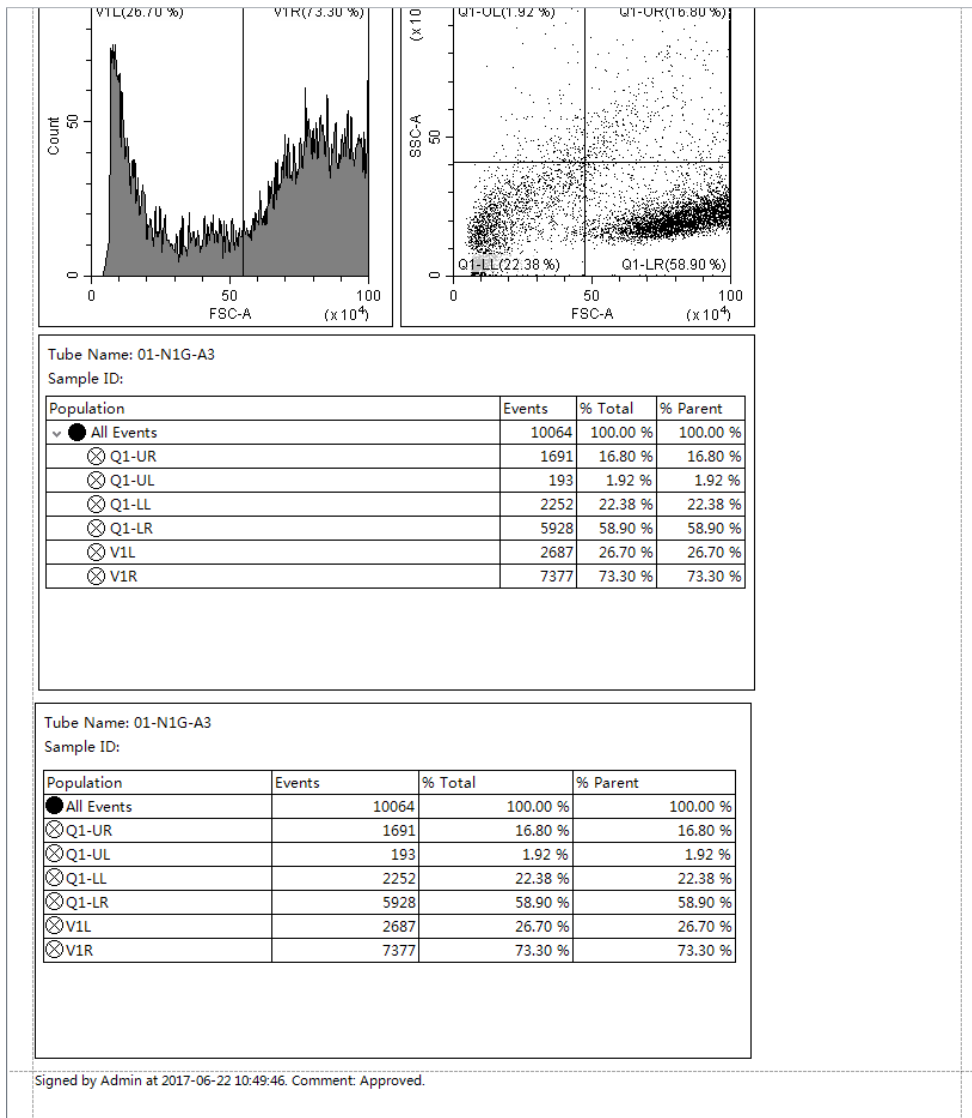 V1L(26.70 %) V1R(73.30 %)
Count
50
0
0 50 100
FSC-A (x 10⁴)
Q1-UL(1.92 %) Q1-UR(16.80 %)
(x 10
SSC-A
50
0
Q1-LL(22.38 %) Q1-LR(58.90 %)
0 50 100
FSC-A (x 10⁴)
Tube Name: 01-N1G-A3
Sample ID:
Population Events % Total % Parent
All Events 10064 100.00 % 100.00 %
Q1-UR 1691 16.80 % 16.80 %
Q1-UL 193 1.92 % 1.92 %
Q1-LL 2252 22.38 % 22.38 %
Q1-LR 5928 58.90 % 58.90 %
V1L 2687 26.70 % 26.70 %
V1R 7377 73.30 % 73.30 %
Tube Name: 01-N1G-A3
Sample ID:
Population Events % Total % Parent
All Events 10064 100.00 % 100.00 %
Q1-UR 1691 16.80 % 16.80 %
Q1-UL 193 1.92 % 1.92 %
Q1-LL 2252 22.38 % 22.38 %
Q1-LR 5928 58.90 % 58.90 %
V1L 2687 26.70 % 26.70 %
V1R 7377 73.30 % 73.30 %
Signed by Admin at 2017-06-22 10:49:46. Comment: Approved.